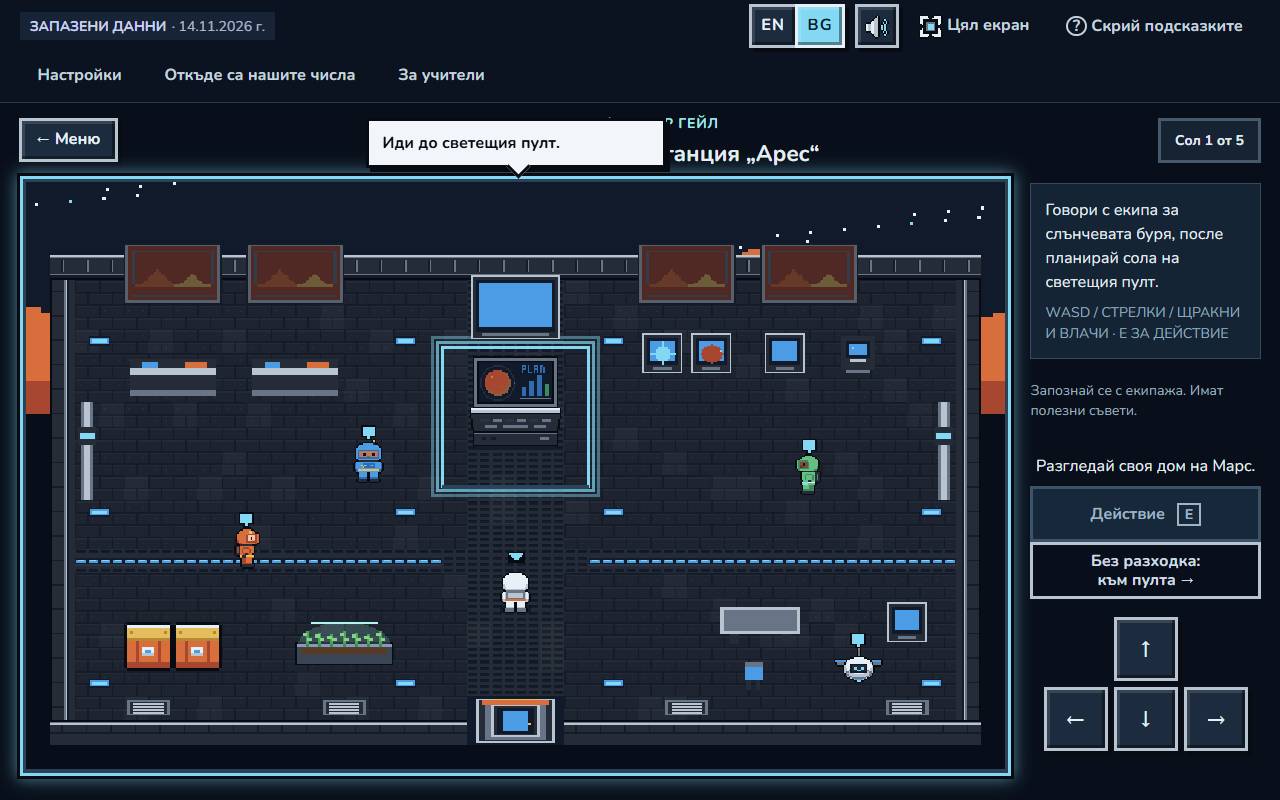 ЗАПАЗЕНИ ДАННИ · 14.11.2026 г.
EN BG
Цял екран
? Скрий подсказките
Настройки
Откъде са нашите числа
За учители
← Меню
Иди до светещия пулт.
ГЕЙЛ
„Арес“
Сол 1 от 5
Говори с екипа за
слънчевата буря, после
планирай сола на
светещия пулт.
WASD / СТРЕЛКИ / ЩРАКНИ
И ВЛАЧИ · E ЗА ДЕЙСТВИЕ
Запознай се с екипажа. Имат
полезни съвети.
PLAN
Разгледай своя дом на Марс.
Действие E
Без разходка:
към пулта →
↑
← ↓ →